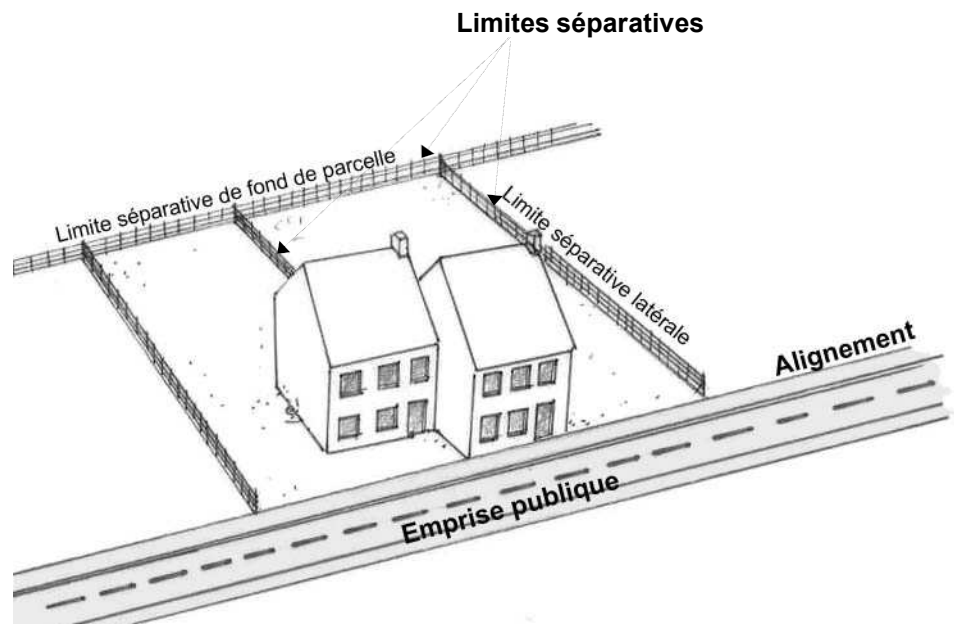 Limites séparatives
Limite séparative de fond de parcelle
Limite séparative latérale
Alignement
Emprise publique